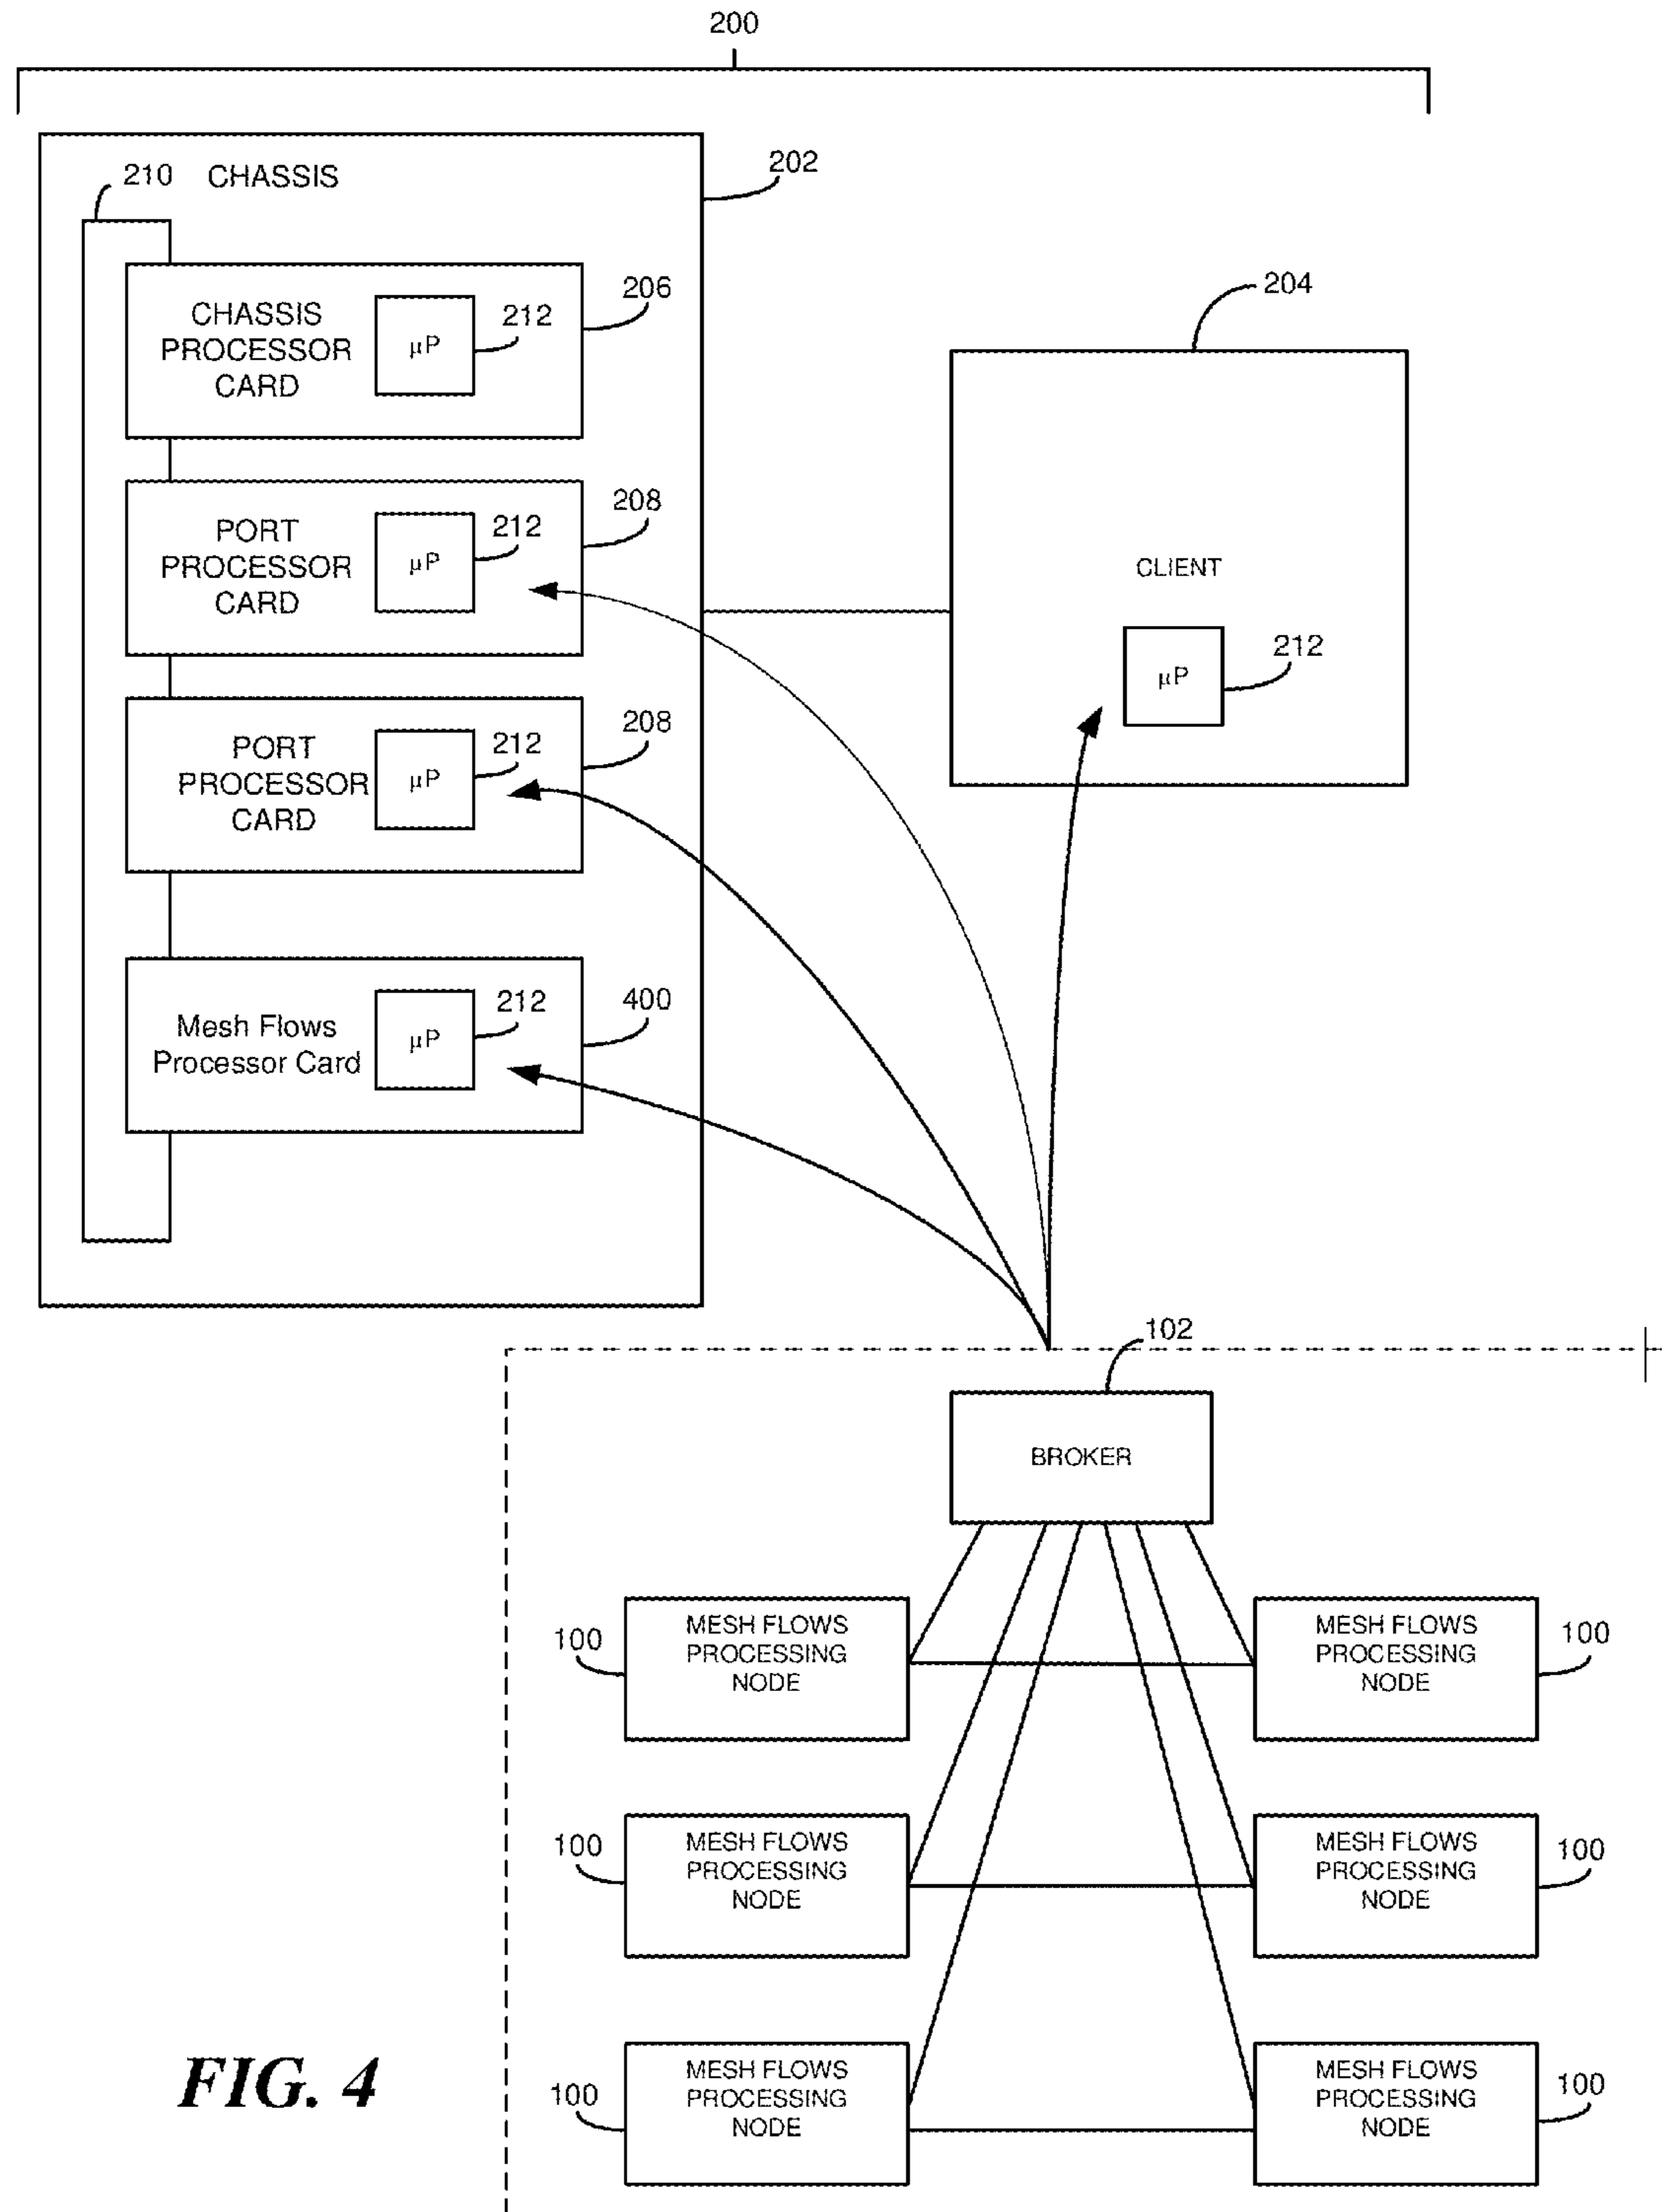 200
210 CHASSIS
202
CHASSIS
PROCESSOR
CARD
μP
212
206
204
PORT
PROCESSOR
CARD
μP
212
208
CLIENT
μP
212
PORT
PROCESSOR
CARD
μP
212
208
Mesh Flows
Processor Card
μP
212
400
102
BROKER
100
MESH FLOWS
PROCESSING
NODE
MESH FLOWS
PROCESSING
NODE
100
100
MESH FLOWS
PROCESSING
NODE
MESH FLOWS
PROCESSING
NODE
100
100
MESH FLOWS
PROCESSING
NODE
MESH FLOWS
PROCESSING
NODE
100
FIG. 4